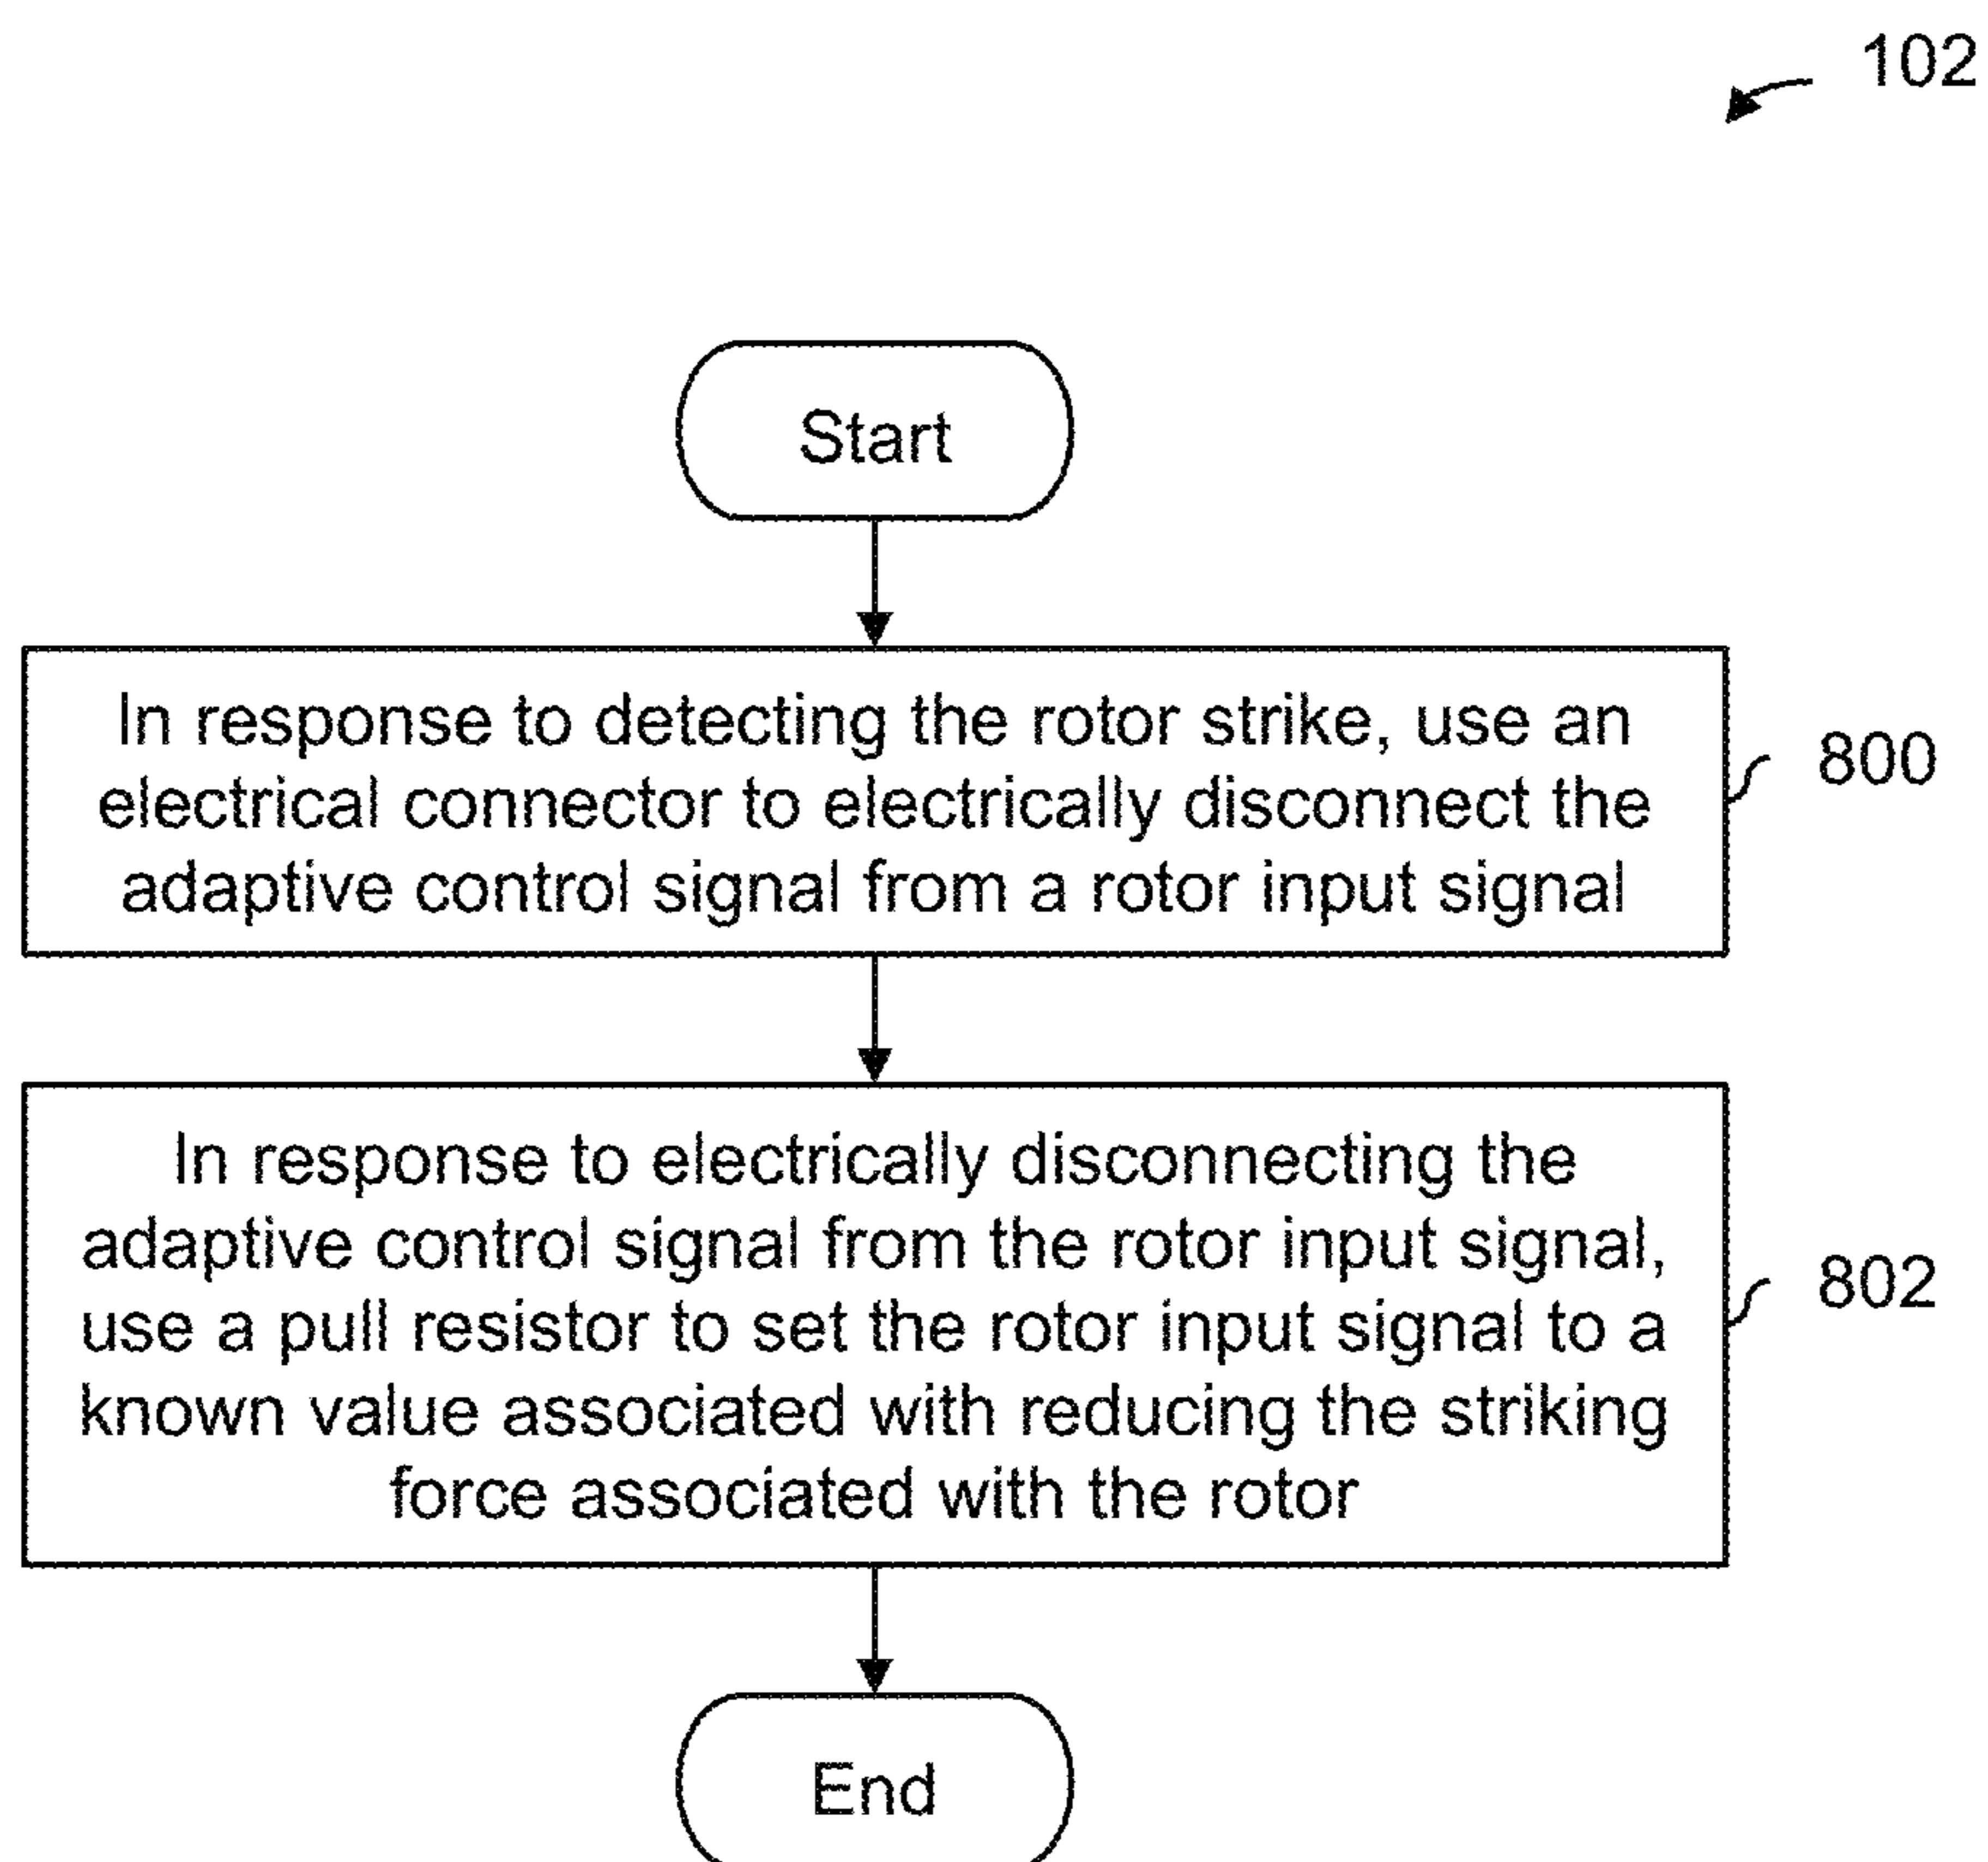 102
Start
In response to detecting the rotor strike, use an
electrical connector to electrically disconnect the
adaptive control signal from a rotor input signal
800
In response to electrically disconnecting the
adaptive control signal from the rotor input signal,
use a pull resistor to set the rotor input signal to a
known value associated with reducing the striking
force associated with the rotor
802
End